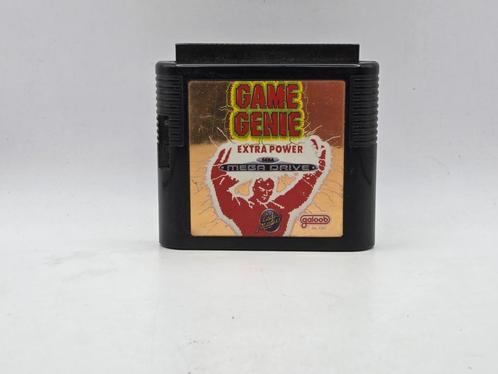 GAME
GENIE
EXTRA POWER
SEGA
MEGA DRIVE
galoob